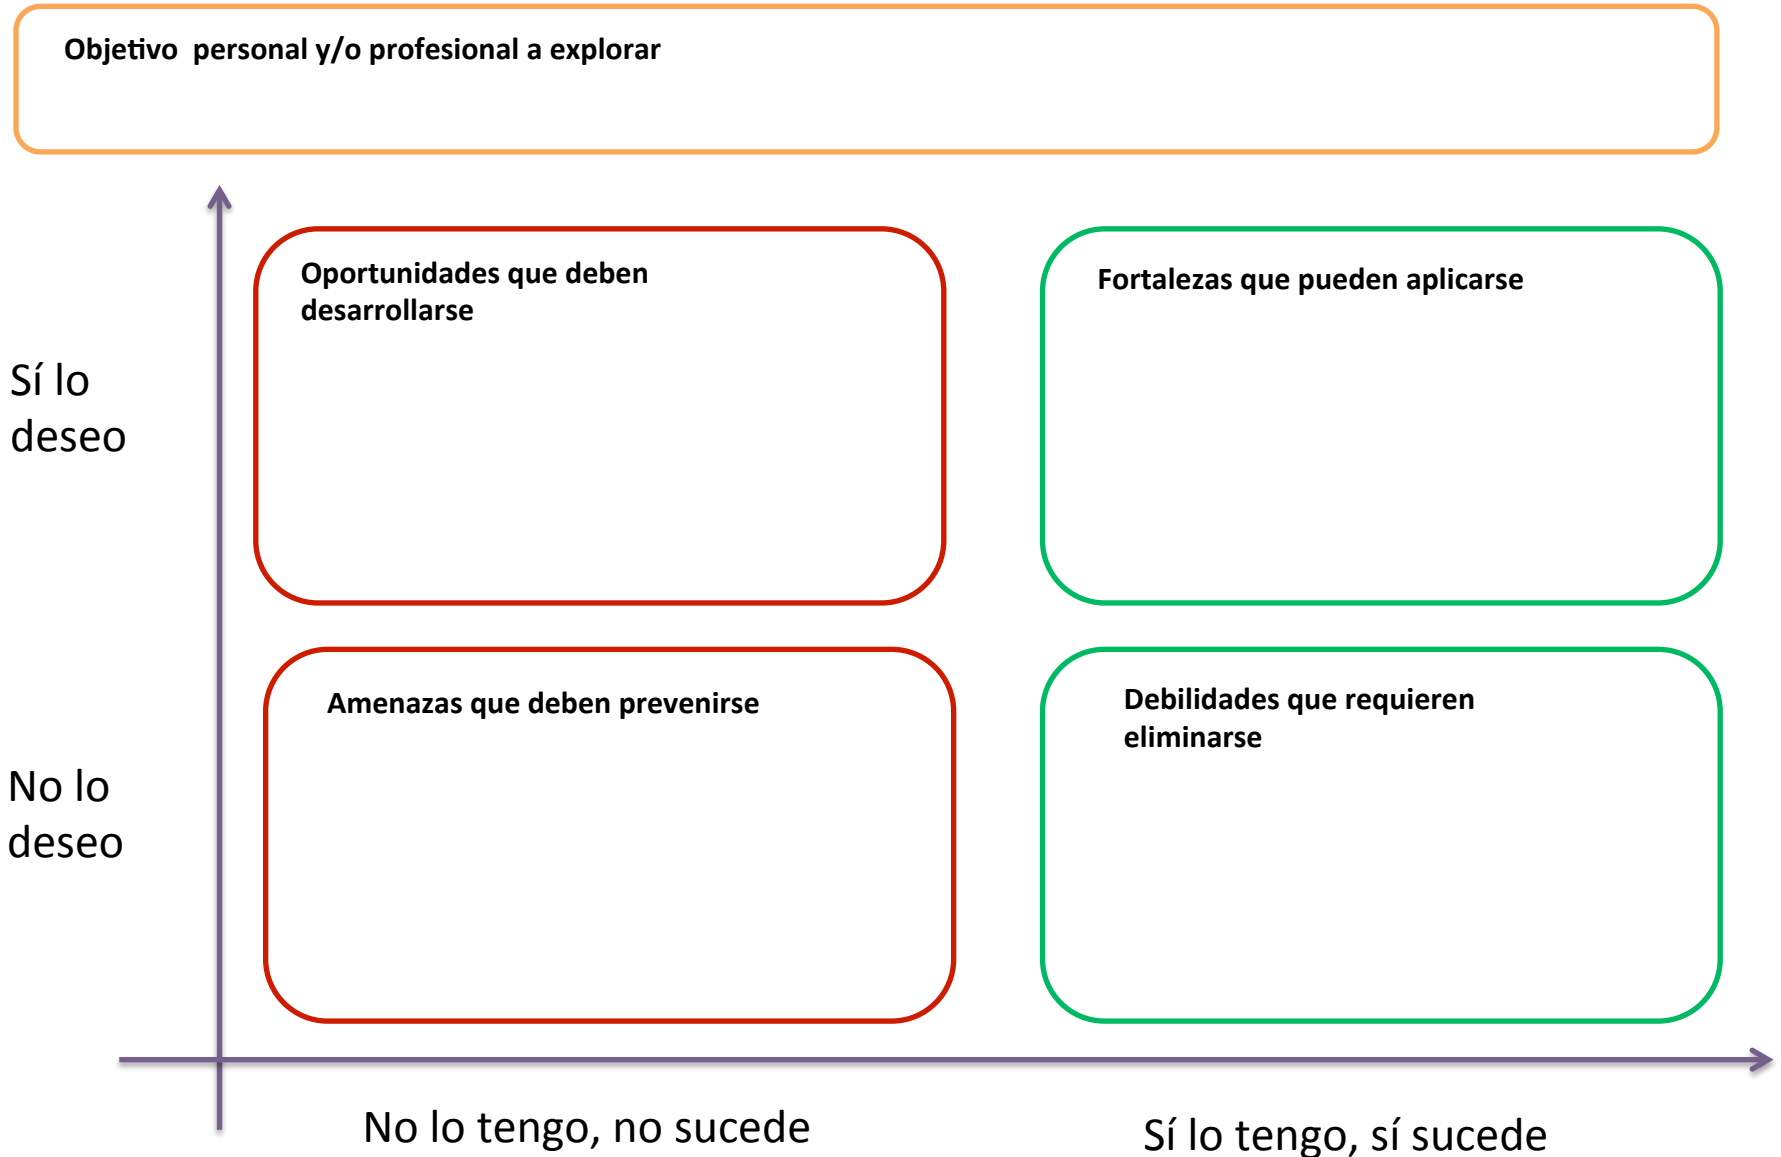 Objetivo personal y/o profesional a explorar
Oportunidades que deben
desarrollarse
Fortalezas que pueden aplicarse
Sí lo
deseo
Amenazas que deben prevenirse
Debilidades que requieren
eliminarse
No lo
deseo
No lo tengo, no sucede
Sí lo tengo, sí sucede